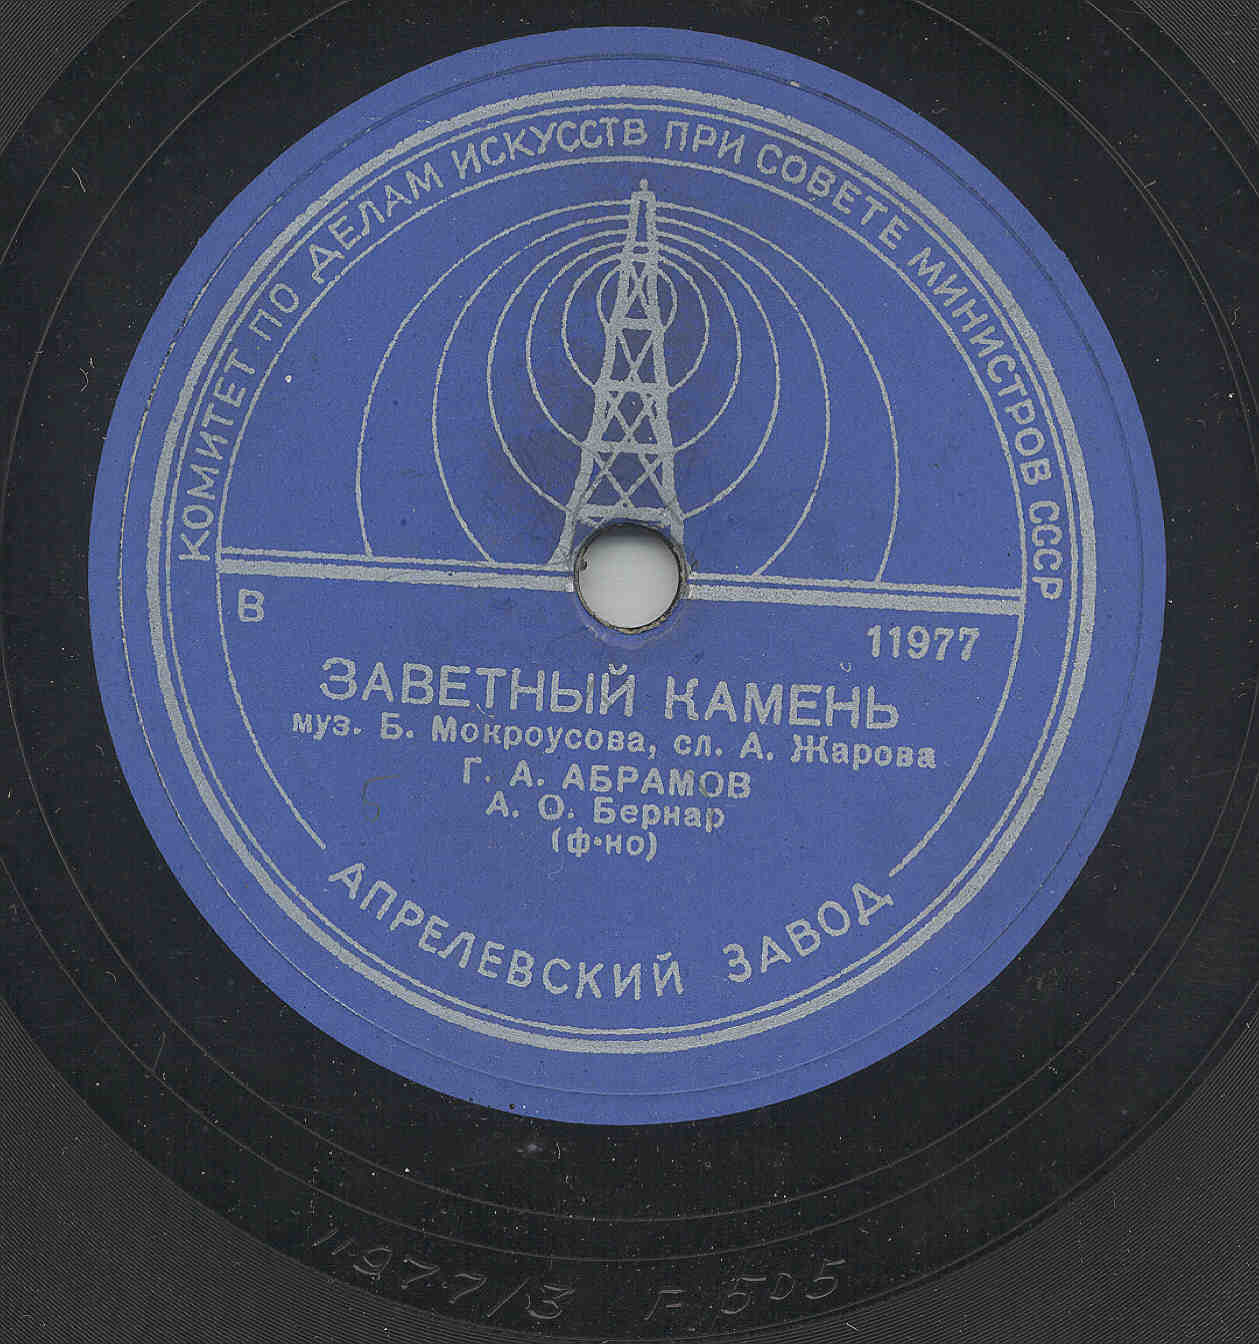 КОМИТЕТ ПО ДЕЛАМ ИСКУССТВ ПРИ СОВЕТЕ МИНИСТРОВ СССР
В
11977
ЗАВЕТНЫЙ КАМЕНЬ
муз. Б. Мокроусова, сл. А. Жарова
Г. А. АБРАМОВ
А. О. Бернар
(ф-но)
АПРЕЛЕВСКИЙ ЗАВОД
11977/3 505